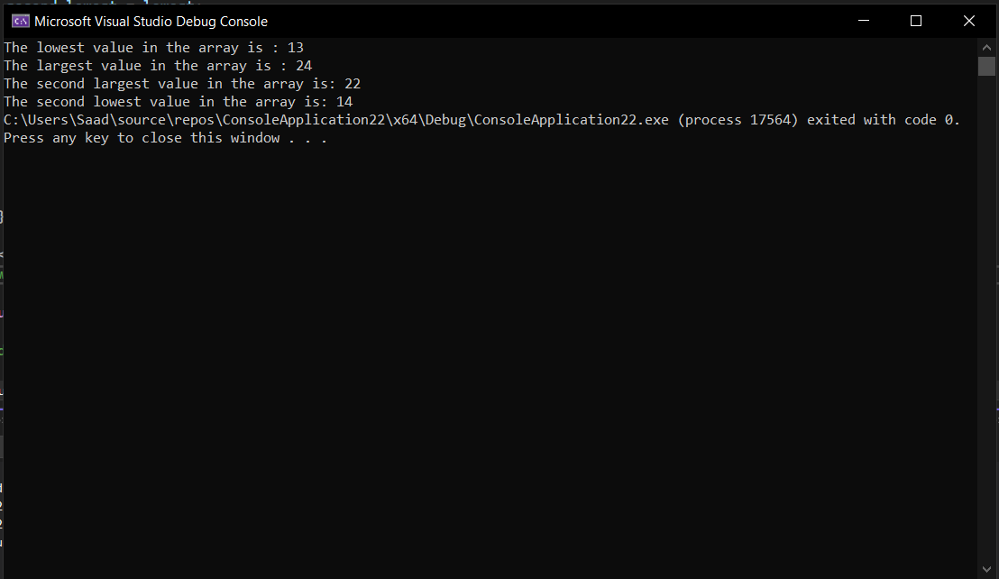 Microsoft Visual Studio Debug Console
The lowest value in the array is : 13
The largest value in the array is : 24
The second largest value in the array is: 22
The second lowest value in the array is: 14
C:\Users\Saad\source\repos\ConsoleApplication22\x64\Debug\ConsoleApplication22.exe (process 17564) exited with code 0.
Press any key to close this window . . .